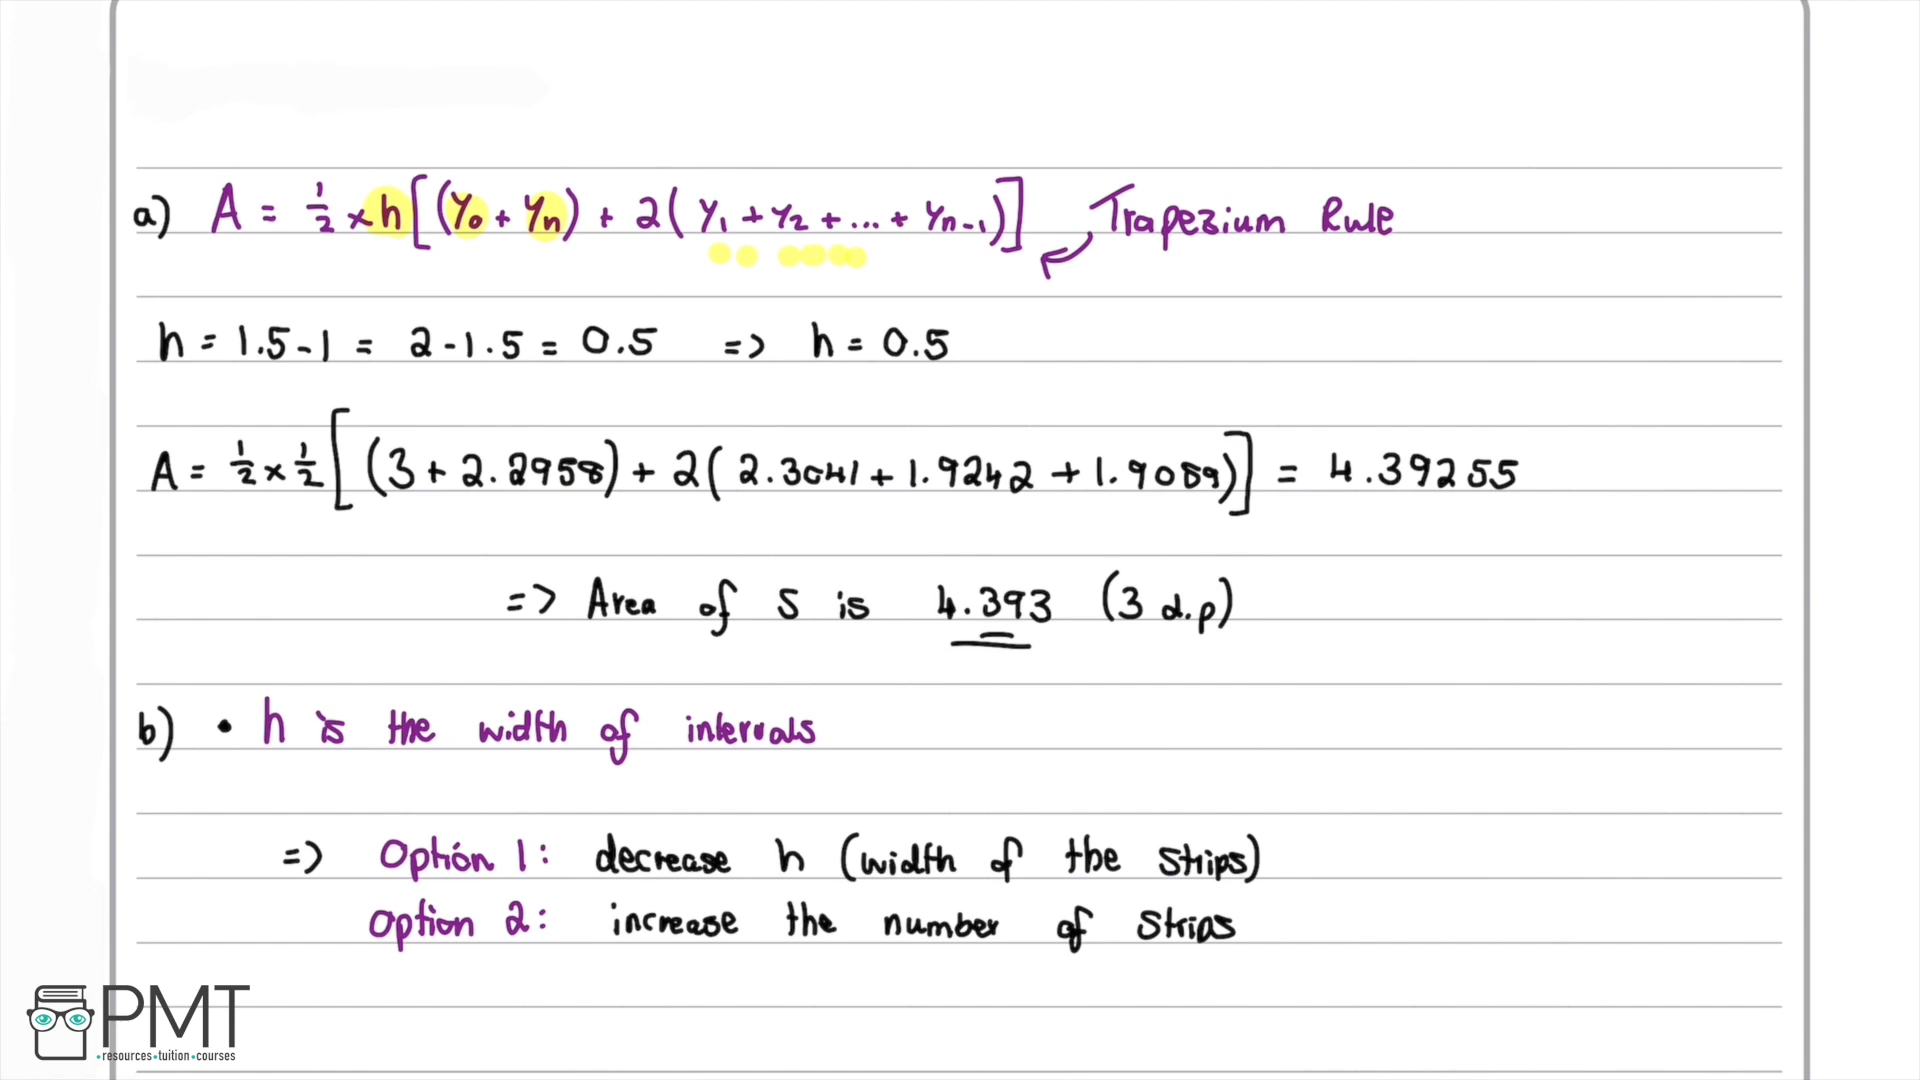 a) A = ½ × h[(y₀ + yₙ) + 2(y₁ + y₂ + ... + yₙ₋₁)] Trapezium Rule
h = 1.5 - 1 = 2 - 1.5 = 0.5 => h = 0.5
A = ½ × ½[(3 + 2.2958) + 2(2.3041 + 1.9242 + 1.9089)] = 4.39255
=> Area of S is 4.393 (3 d.p)
b) • h is the width of intervals
=> Option 1: decrease h (width of the strips)
Option 2: increase the number of strips
PMT
•resources•tuition•courses